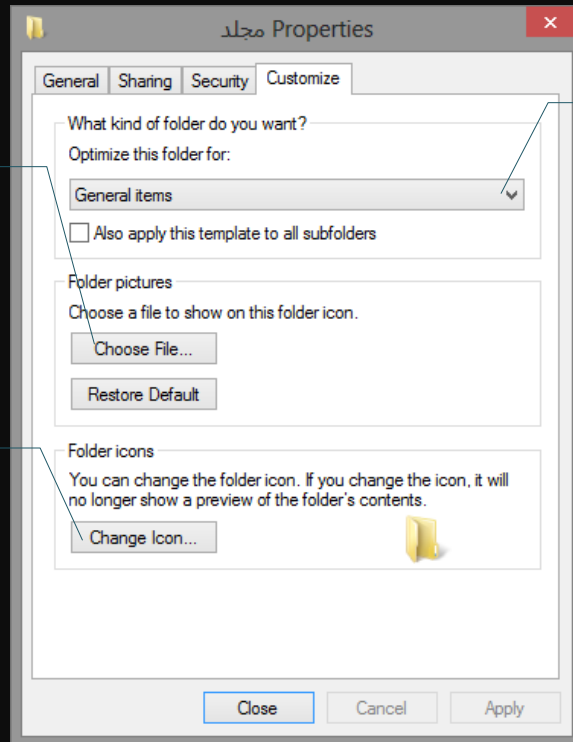 مجلد Properties
General Sharing Security Customize
What kind of folder do you want?
Optimize this folder for:
General items
Also apply this template to all subfolders
Folder pictures
Choose a file to show on this folder icon.
Choose File...
Restore Default
Folder icons
You can change the folder icon. If you change the icon, it will
no longer show a preview of the folder's contents.
Change Icon...
Close Cancel Apply